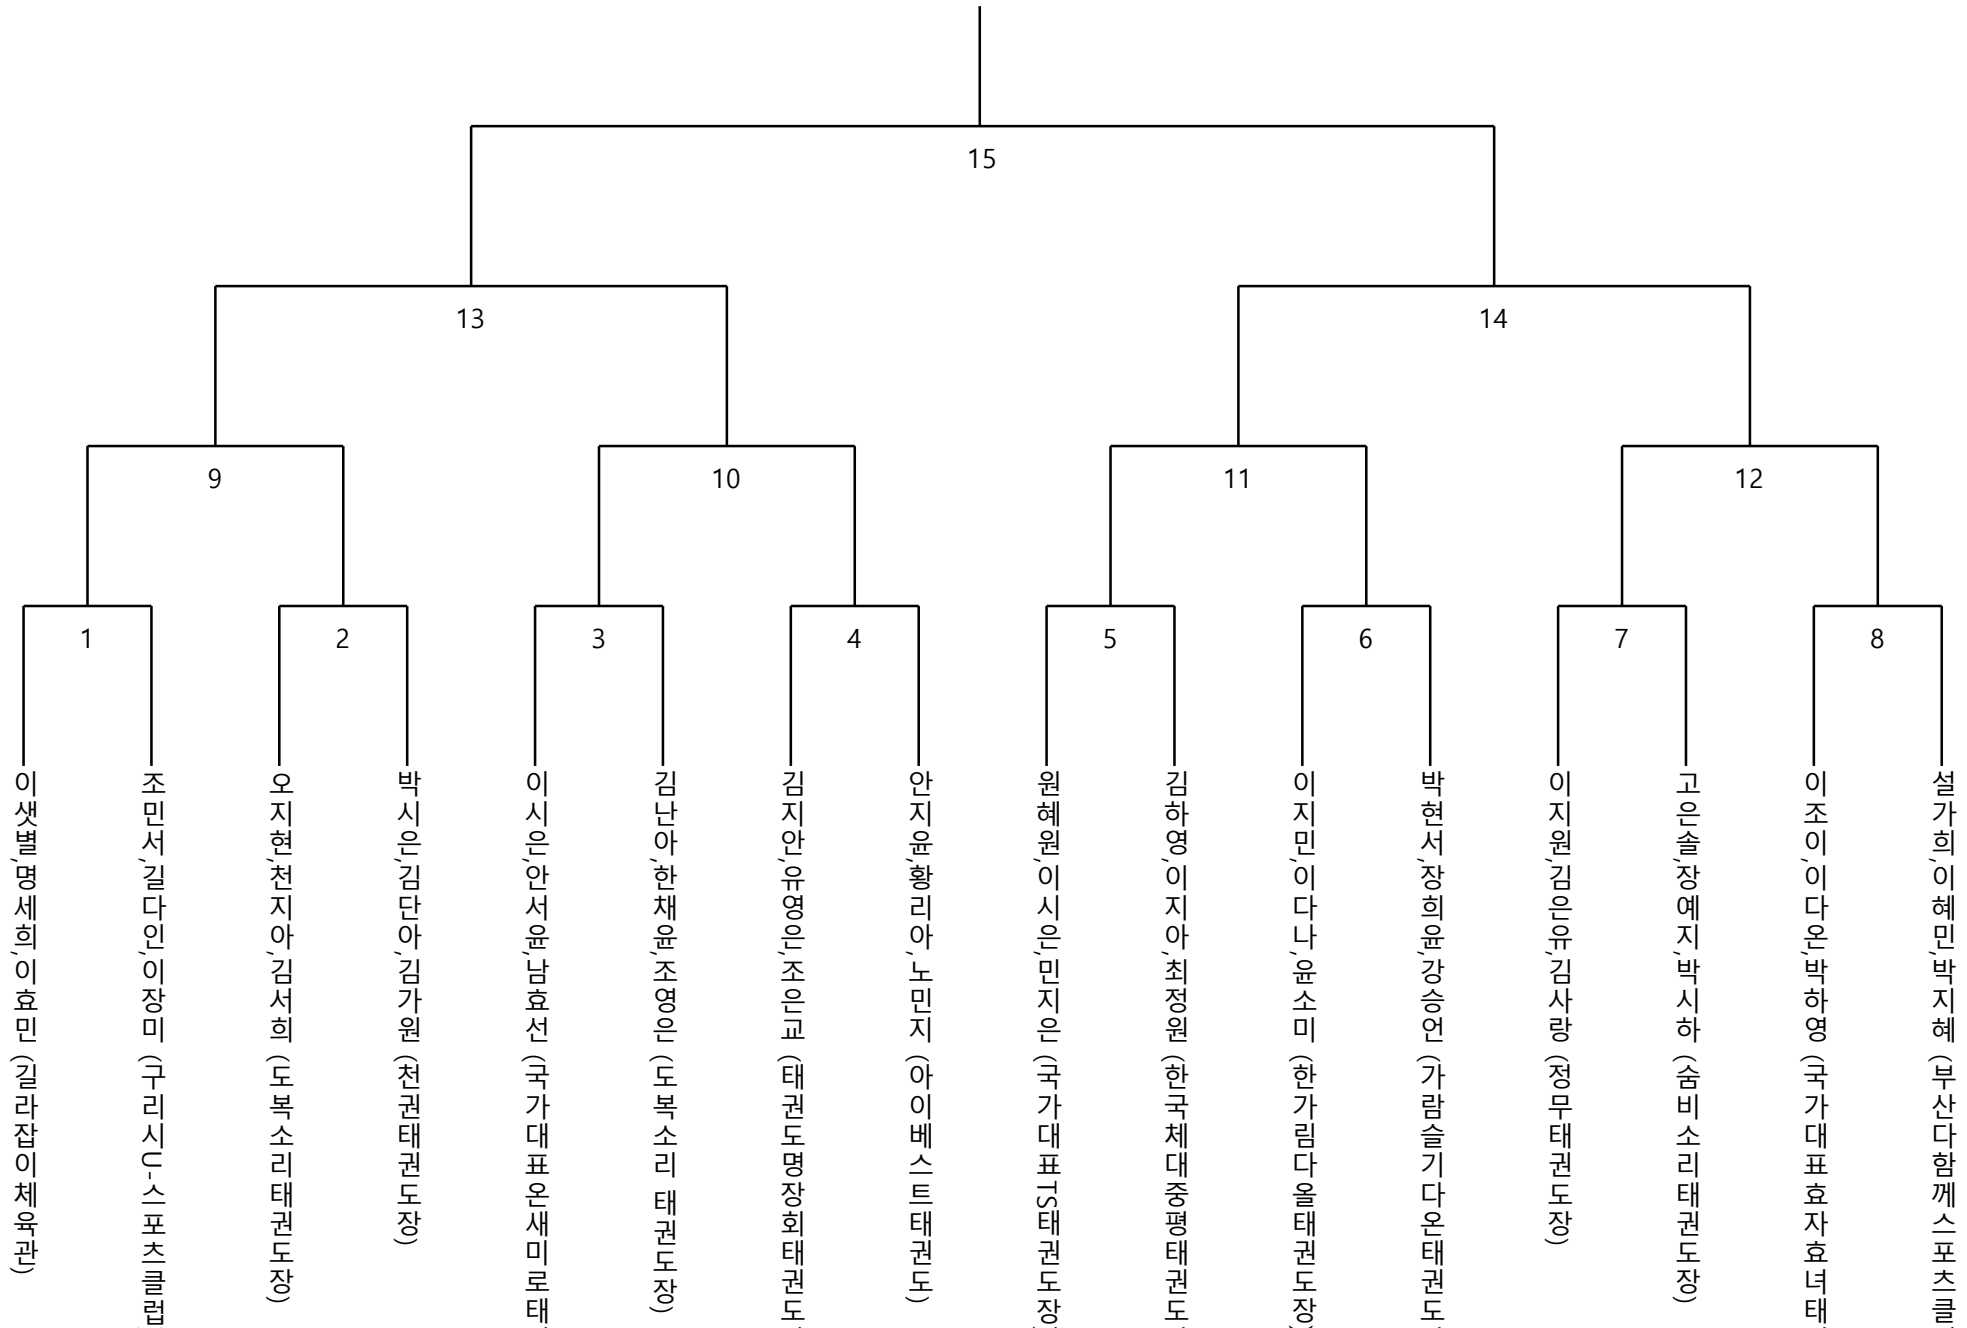 15
13
14
9
10
11
12
1
2
3
4
5
6
7
8
이샛별,명세희,이효민 (길라잡이체육관)
조민서,길다인,이장미 (구리시U-스포츠클럽
오지현,천지아,김서희 (도복소리태권도장)
박시은,김단아,김가원 (천권태권도장)
이시은,안서윤,남효선 (국가대표온새미로태
김난아,한채윤,조영은 (도복소리 태권도장)
김지안,유영은,조은교 (태권도명장회태권도
안지윤,황리아,노민지 (아이베스트태권도)
원혜원,이시은,민지은 (국가대표TS태권도장)
김하영,이지아,최정원 (한국체대중평태권도
이지민,이다나,윤소미 (한가림다올태권도장)(
박현서,장희윤,강승언 (가람슬기다온태권도
이지원,김은유,김사랑 (정무태권도장)
고은솔,장예지,박시하 (숨비소리태권도장)
이조이,이다온,박하영 (국가대표효자효녀태
설가희,이혜민,박지혜 (부산다함께스포츠클